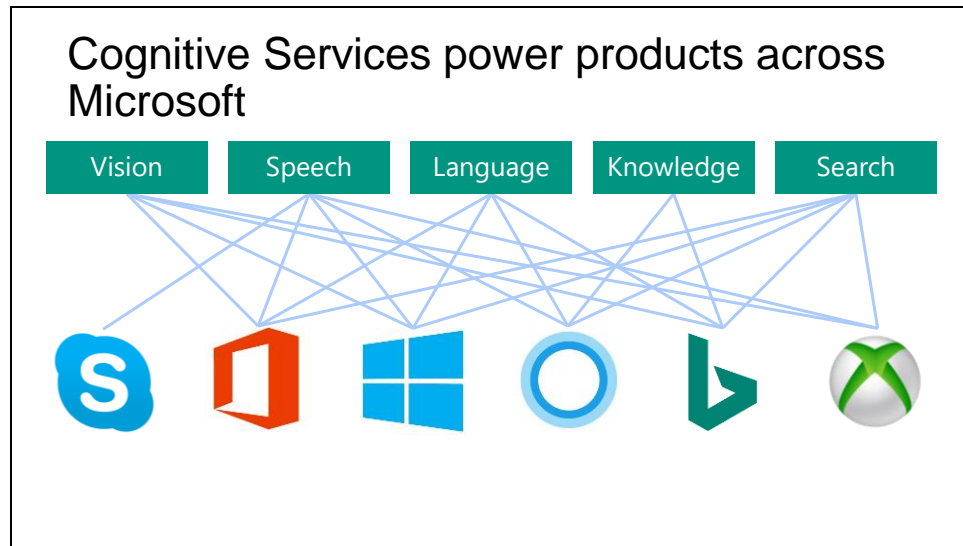 Cognitive Services power products across
Microsoft
Vision
Speech
Language
Knowledge
Search
S